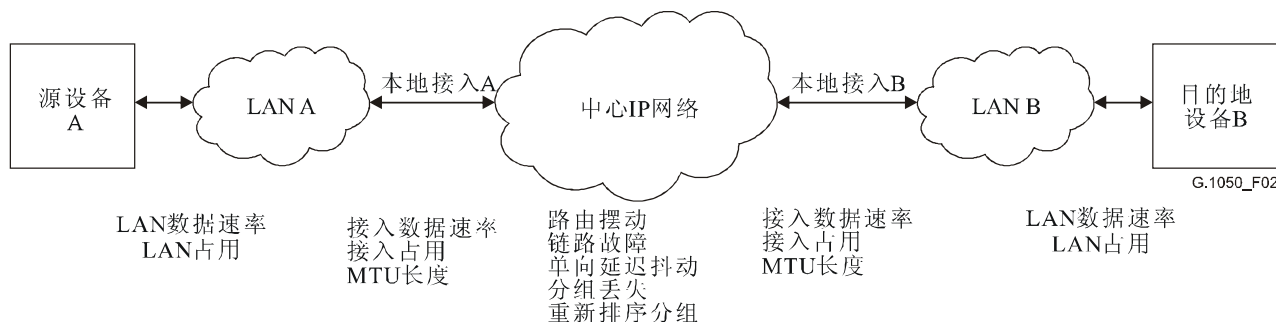 源设备
A
LAN A
本地接入A
中心IP网络
本地接入B
LAN B
目的地
设备B
G.1050_F02
LAN数据速率
LAN占用
接入数据速率
接入占用
MTU长度
路由摆动
链路故障
单向延迟抖动
分组丢失
重新排序分组
接入数据速率
接入占用
MTU长度
LAN数据速率
LAN占用